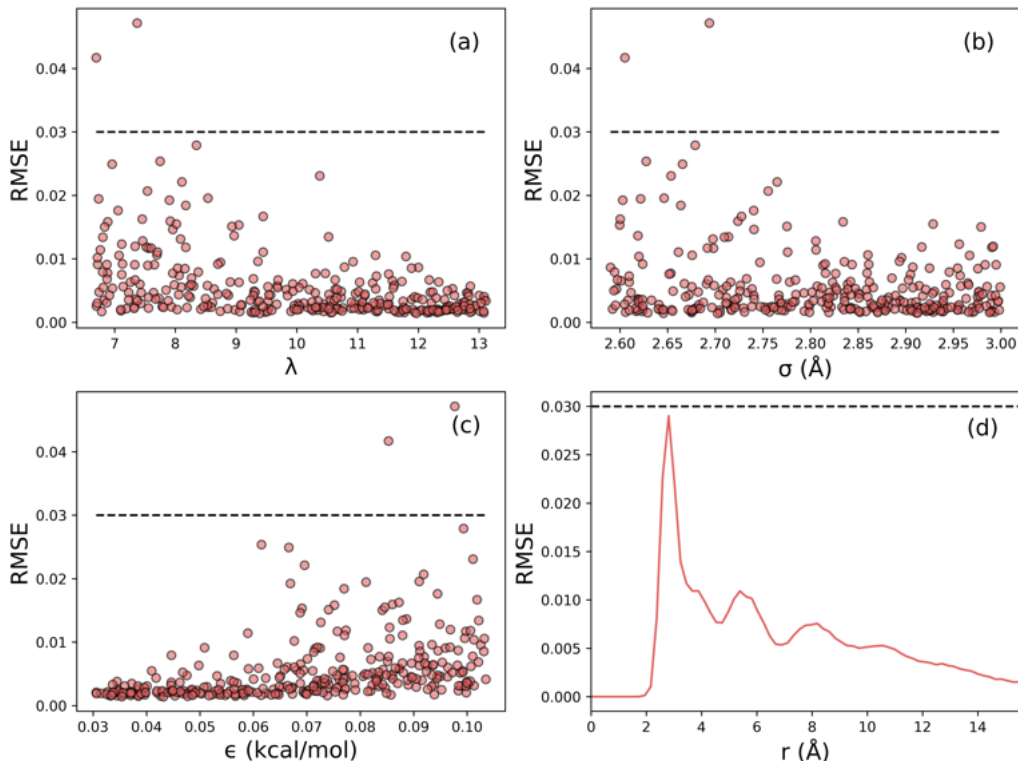 (a)
RMSE
0.04
0.03
0.02
0.01
0.00
7 8 9 10 11 12 13
λ
(b)
RMSE
0.04
0.03
0.02
0.01
0.00
2.60 2.65 2.70 2.75 2.80 2.85 2.90 2.95 3.00
σ (Å)
(c)
RMSE
0.04
0.03
0.02
0.01
0.00
0.03 0.04 0.05 0.06 0.07 0.08 0.09 0.10
ϵ (kcal/mol)
(d)
RMSE
0.030
0.025
0.020
0.015
0.010
0.005
0.000
0 2 4 6 8 10 12 14
r (Å)